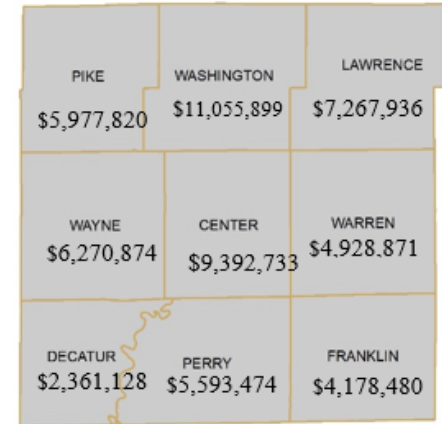 PIKE
$5,977,820
WASHINGTON
$11,055,899
LAWRENCE
$7,267,936
WAYNE
$6,270,874
CENTER
$9,392,733
WARREN
$4,928,871
DECATUR
$2,361,128
PERRY
$5,593,474
FRANKLIN
$4,178,480